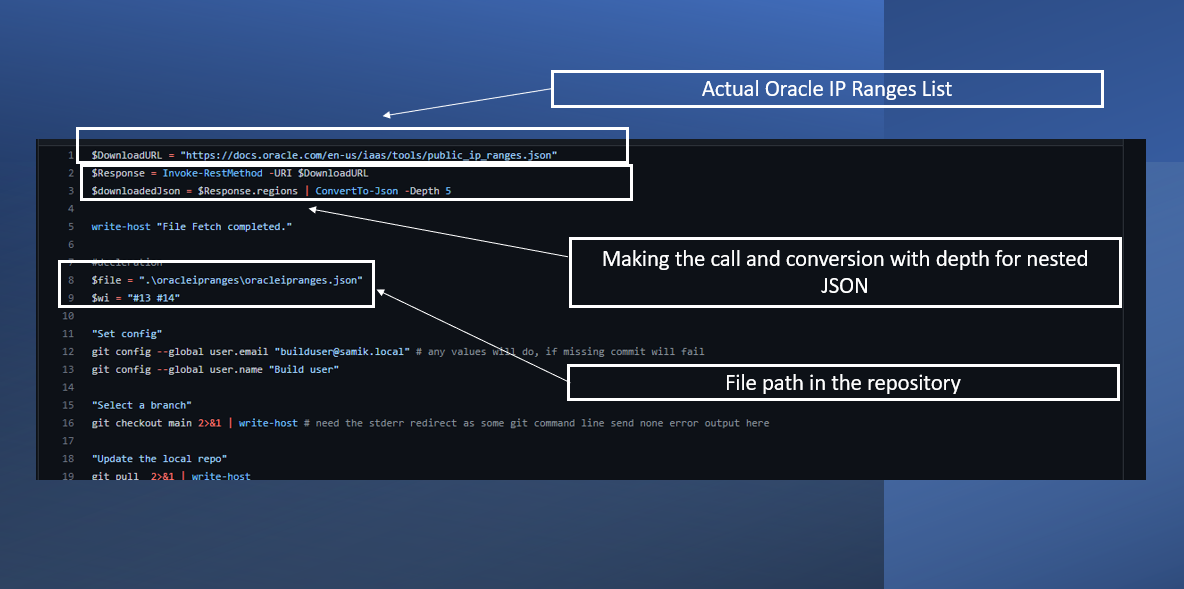 Actual Oracle IP Ranges List
1 $DownloadURL = "https://docs.oracle.com/en-us/iaas/tools/public_ip_ranges.json"
2 $Response = Invoke-RestMethod -URI $DownloadURL
3 $downloadedJson = $Response.regions | ConvertTo-Json -Depth 5
4
5 write-host "File Fetch completed."
6
Making the call and conversion with depth for nested
JSON
7 #decleration
8 $file = ".\oracleipranges\oracleipranges.json"
9 $wi = "#13 #14"
10
11 "Set config"
12 git config --global user.email "builduser@samik.local" # any values will do, if missing commit will fail
13 git config --global user.name "Build user"
File path in the repository
14
15 "Select a branch"
16 git checkout main 2>&1 | write-host # need the stderr redirect as some git command line send none error output here
17
18 "Update the local repo"
19 git pull 2>&1 | write-host